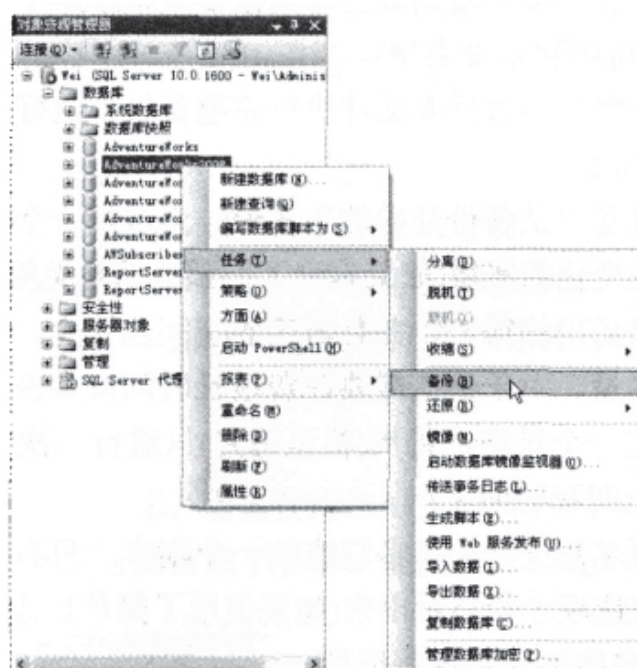 对象资源管理器
连接(O)
Wei (SQL Server 10.0.1600 - Wei\Adminis
数据库
系统数据库
数据库快照
AdventureWorks
AdventureWorks2008
AdventureWor
AdventureWor
AdventureWor
AdventureWor
AWSubscriber
ReportServer
ReportServer
安全性
服务器对象
复制
管理
SQL Server 代理
新建数据库(N)...
新建查询(Q)
编写数据库脚本为(S)
任务(T)
策略(O)
方面(A)
启动 PowerShell(H)
报表(P)
重命名(M)
删除(D)
刷新(F)
属性(R)
分离(D)...
脱机(T)
联机(L)
收缩(S)
备份(B)...
还原(R)
镜像(M)...
启动数据库镜像监视器(O)...
传送事务日志(L)...
生成脚本(E)...
使用 Web 服务发布(U)...
导入数据(I)...
导出数据(X)...
复制数据库(C)...
管理数据库加密(P)...